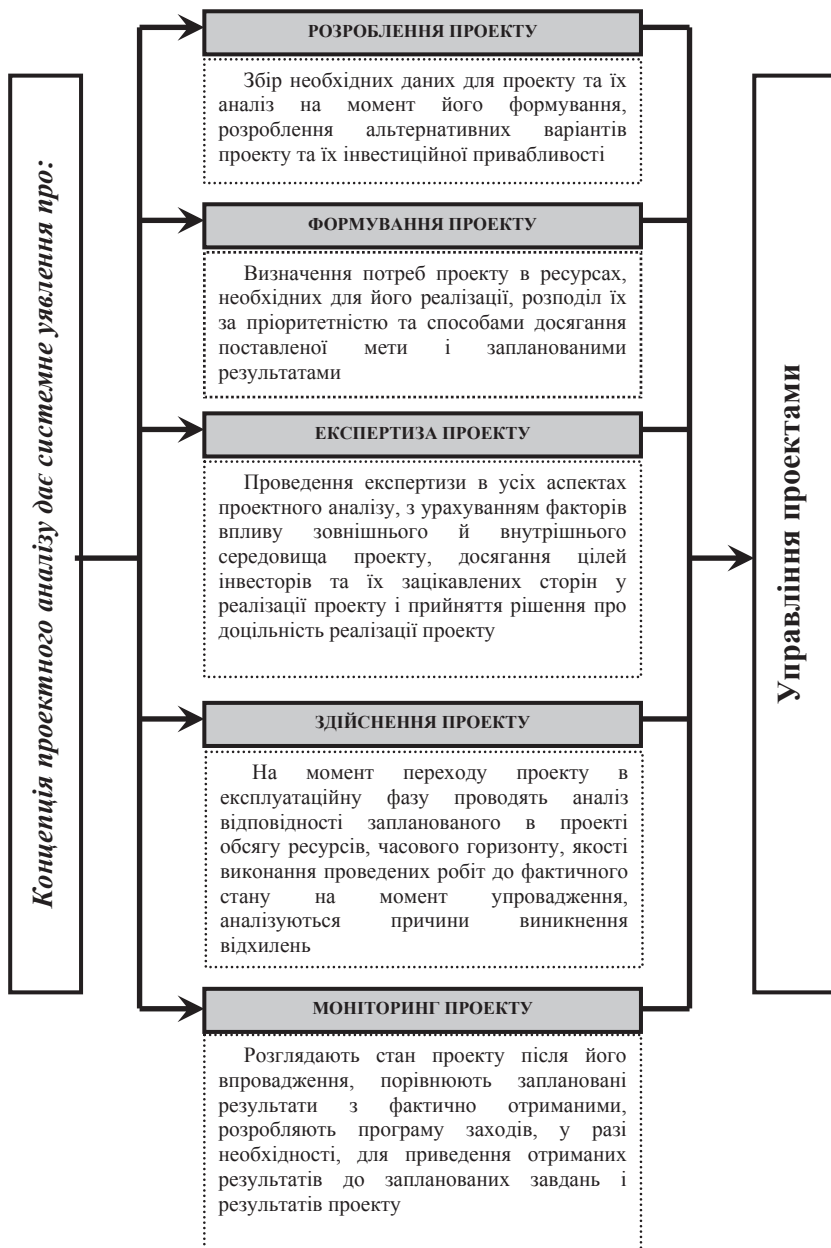 Концепція проектного аналізу дає системне уявлення про:
РОЗРОБЛЕННЯ ПРОЕКТУ
Збір необхідних даних для проекту та їх
аналіз на момент його формування,
розроблення альтернативних варіантів
проекту та їх інвестиційної привабливості
ФОРМУВАННЯ ПРОЕКТУ
Визначення потреб проекту в ресурсах,
необхідних для його реалізації, розподіл їх
за пріоритетністю та способами досягання
поставленої мети і запланованими
результатами
ЕКСПЕРТИЗА ПРОЕКТУ
Проведення експертизи в усіх аспектах
проектного аналізу, з урахуванням факторів
впливу зовнішнього й внутрішнього
середовища проекту, досягання цілей
інвесторів та їх зацікавлених сторін у
реалізації проекту і прийняття рішення про
доцільність реалізації проекту
ЗДІЙСНЕННЯ ПРОЕКТУ
На момент переходу проекту в
експлуатаційну фазу проводять аналіз
відповідності запланованого в проекті
обсягу ресурсів, часового горизонту, якості
виконання проведених робіт до фактичного
стану на момент упровадження,
аналізуються причини виникнення
відхилень
МОНІТОРИНГ ПРОЕКТУ
Розглядають стан проекту після його
впровадження, порівнюють заплановані
результати з фактично отриманими,
розробляють програму заходів, у разі
необхідності, для приведення отриманих
результатів до запланованих завдань і
результатів проекту
Управління проектами